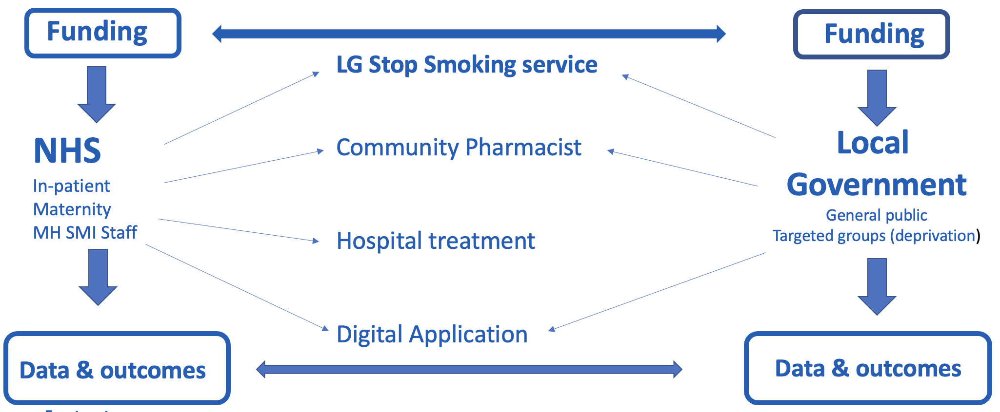 Funding
Funding
LG Stop Smoking service
NHS
In-patient
Maternity
MH SMI Staff
Community Pharmacist
Hospital treatment
Digital Application
Local
Government
General public
Targeted groups (deprivation)
Data & outcomes
Data & outcomes